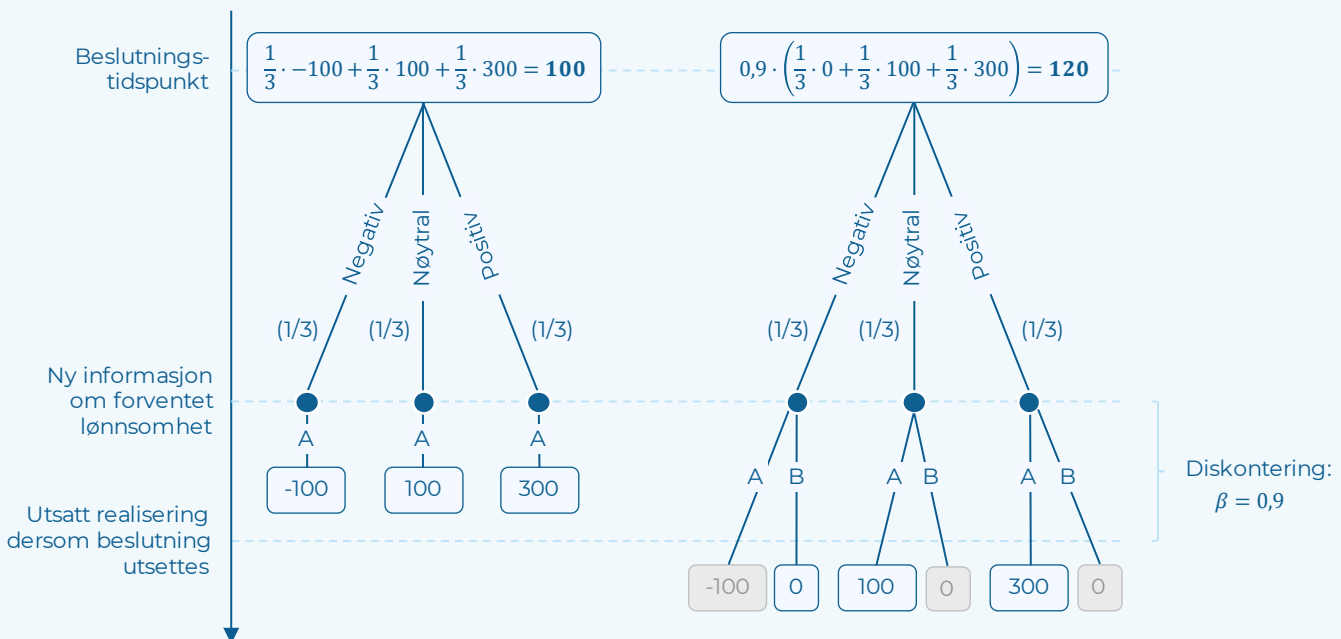 Beslutnings-
tidspunkt
1/3 · −100 + 1/3 · 100 + 1/3 · 300 = 100
0,9 · (1/3 · 0 + 1/3 · 100 + 1/3 · 300) = 120
Negativ
Nøytral
Positiv
Negativ
Nøytral
Positiv
(1/3)
(1/3)
(1/3)
(1/3)
(1/3)
(1/3)
Ny informasjon
om forventet
lønnsomhet
A
A
A
-100
100
300
A
B
A
B
A
B
Diskontering:
β = 0,9
Utsatt realisering
dersom beslutning
utsettes
-100
0
100
0
300
0